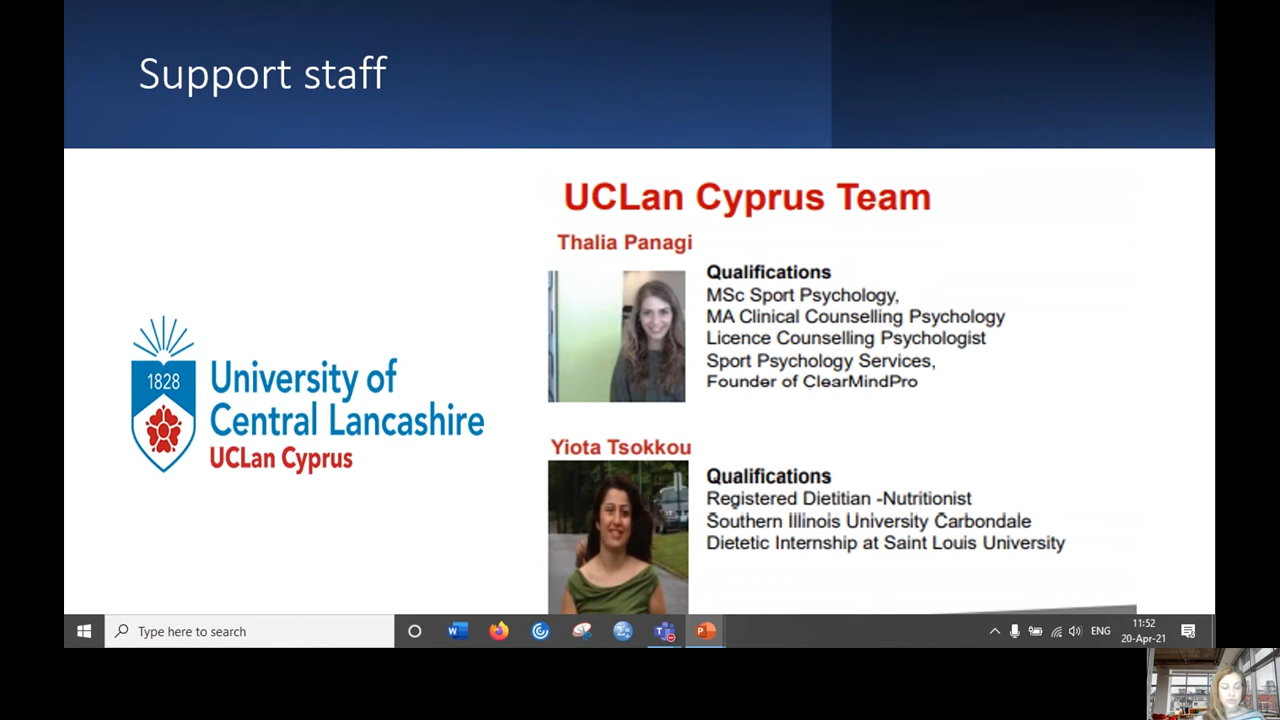 Support staff
UCLan Cyprus Team
Thalia Panagi
Qualifications
MSc Sport Psychology,
MA Clinical Counselling Psychology
Licence Counselling Psychologist
Sport Psychology Services,
Founder of ClearMindPro
1828
University of
Central Lancashire
UCLan Cyprus
Yiota Tsokkou
Qualifications
Registered Dietitian -Nutritionist
Southern Illinois University Carbondale
Dietetic Internship at Saint Louis University
Type here to search
ENG
11:52
20-Apr-21